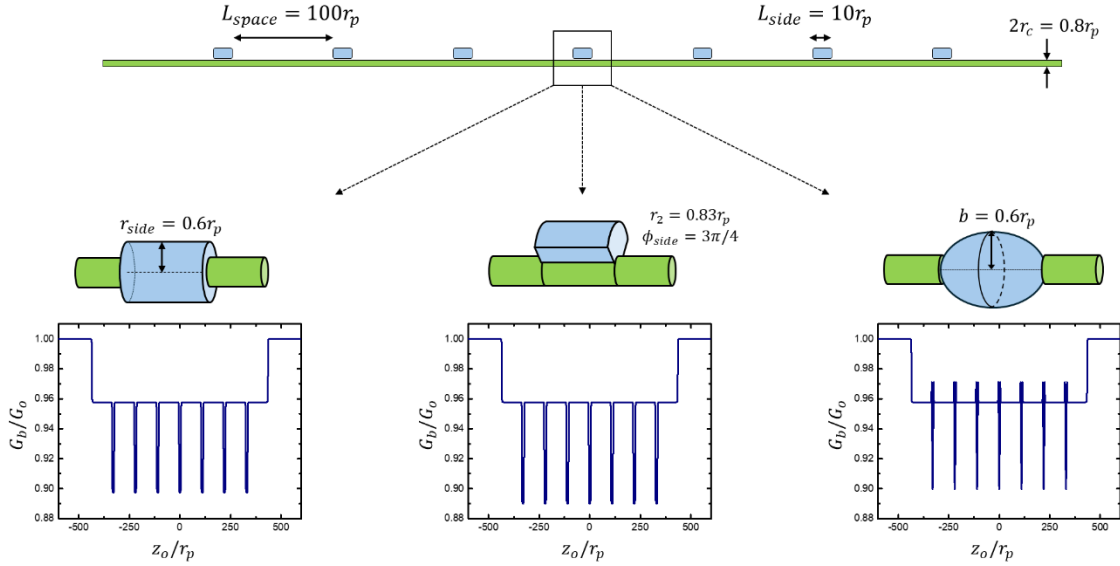 L_space = 100r_p
L_side = 10r_p
2r_c = 0.8r_p
r_side = 0.6r_p
r_2 = 0.83r_p
ϕ_side = 3π/4
b = 0.6r_p
1.00
0.98
0.96
0.94
0.92
0.90
0.88
G_b/G_o
-500 -250 0 250 500
z_o/r_p
1.00
0.98
0.96
0.94
0.92
0.90
0.88
G_b/G_o
-500 -250 0 250 500
z_o/r_p
1.00
0.98
0.96
0.94
0.92
0.90
0.88
G_b/G_o
-500 -250 0 250 500
z_o/r_p